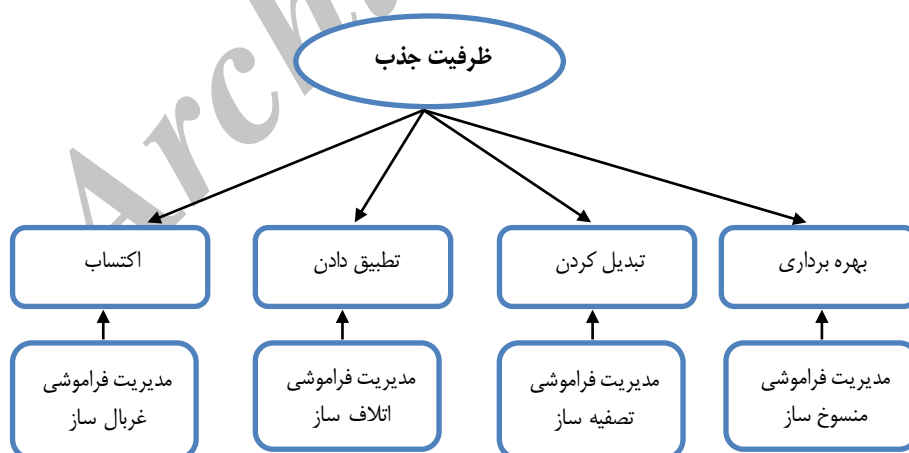 ظرفیت جذب
بهره برداری
تبدیل کردن
تطبیق دادن
اکتساب
مدیریت فراموشی
منسوخ ساز
مدیریت فراموشی
تصفیه ساز
مدیریت فراموشی
اتلاف ساز
مدیریت فراموشی
غربال ساز